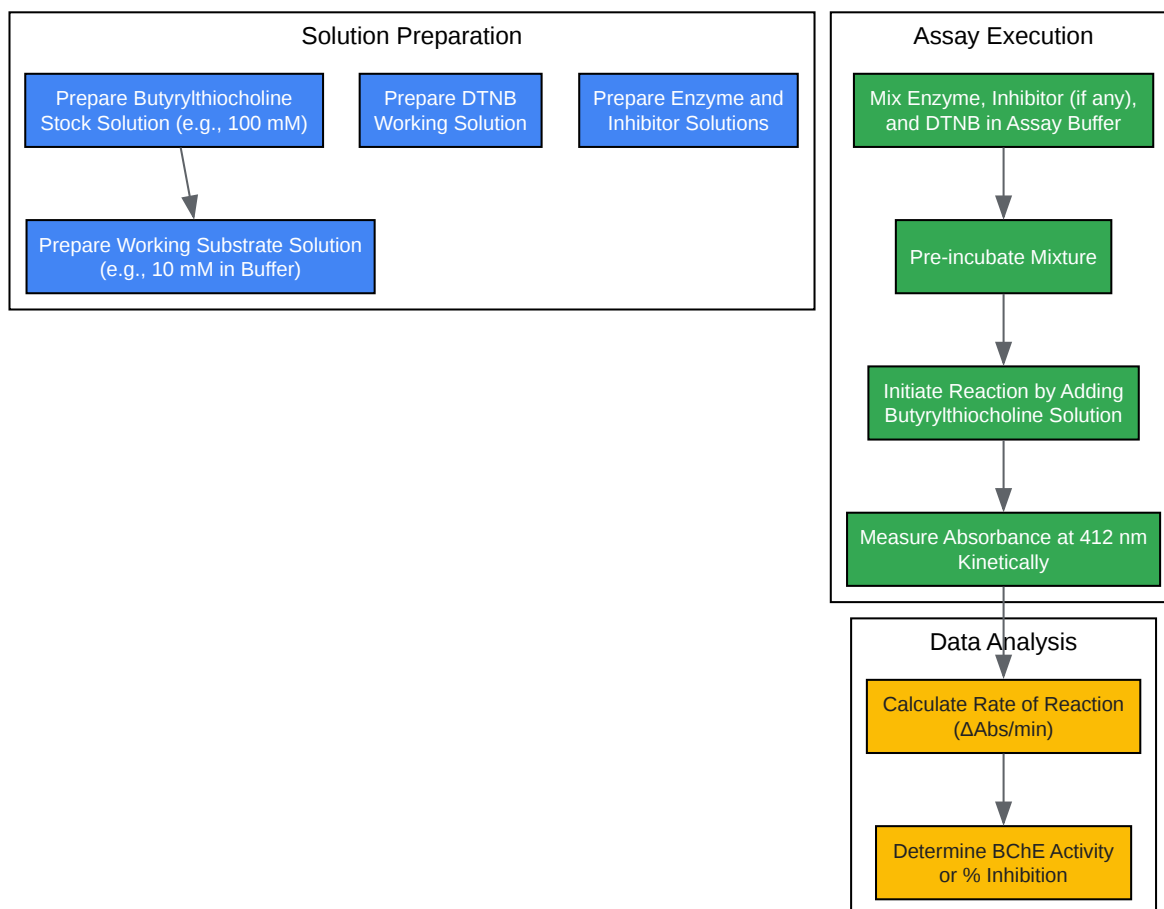 Solution Preparation
Prepare Butyrylthiocholine
Stock Solution (e.g., 100 mM)
Prepare DTNB
Working Solution
Prepare Enzyme and
Inhibitor Solutions
Prepare Working Substrate Solution
(e.g., 10 mM in Buffer)
Assay Execution
Mix Enzyme, Inhibitor (if any),
and DTNB in Assay Buffer
Pre-incubate Mixture
Initiate Reaction by Adding
Butyrylthiocholine Solution
Measure Absorbance at 412 nm
Kinetically
Data Analysis
Calculate Rate of Reaction
(ΔAbs/min)
Determine BChE Activity
or % Inhibition